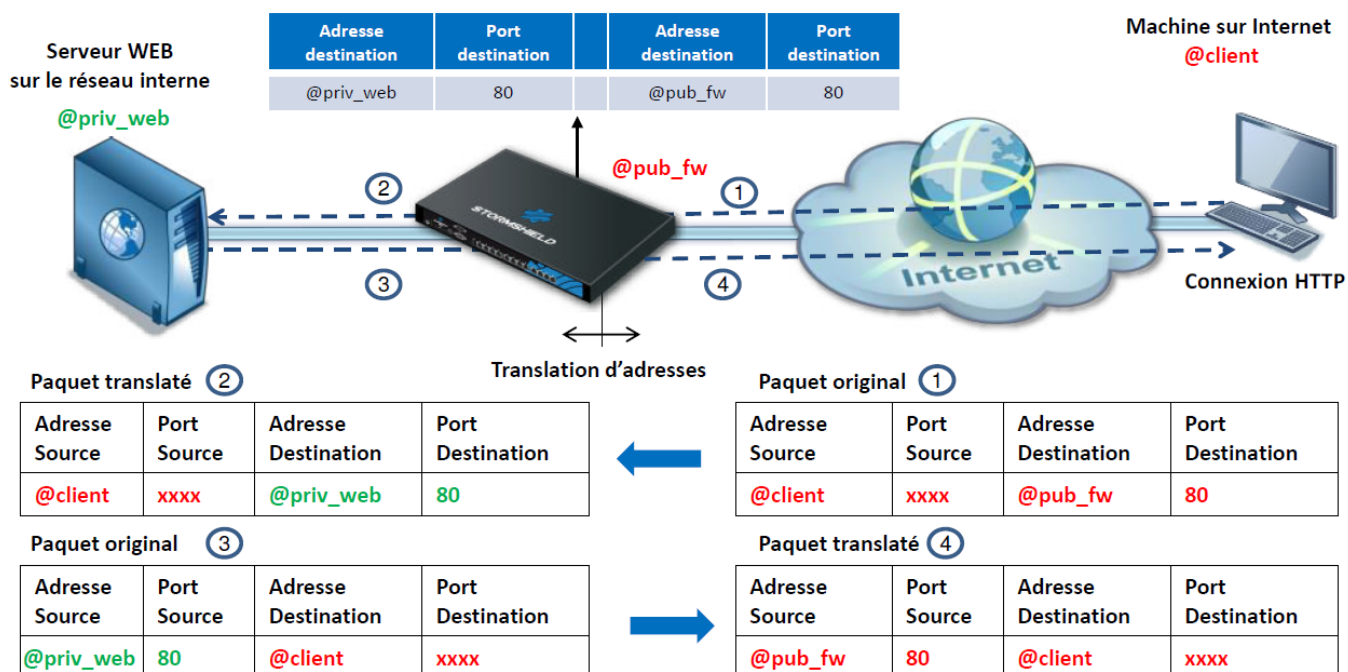 Serveur WEB
sur le réseau interne
@priv_web
Adresse destination | Port destination | | Adresse destination | Port destination
@priv_web | 80 | | @pub_fw | 80
Machine sur Internet
@client
@pub_fw
2
1
STORMSHIELD
3
4
Internet
Connexion HTTP
Translation d'adresses
Paquet translaté 2
Adresse Source | Port Source | Adresse Destination | Port Destination
@client | xxxx | @priv_web | 80
Paquet original 1
Adresse Source | Port Source | Adresse Destination | Port Destination
@client | xxxx | @pub_fw | 80
Paquet original 3
Adresse Source | Port Source | Adresse Destination | Port Destination
@priv_web | 80 | @client | xxxx
Paquet translaté 4
Adresse Source | Port Source | Adresse Destination | Port Destination
@pub_fw | 80 | @client | xxxx